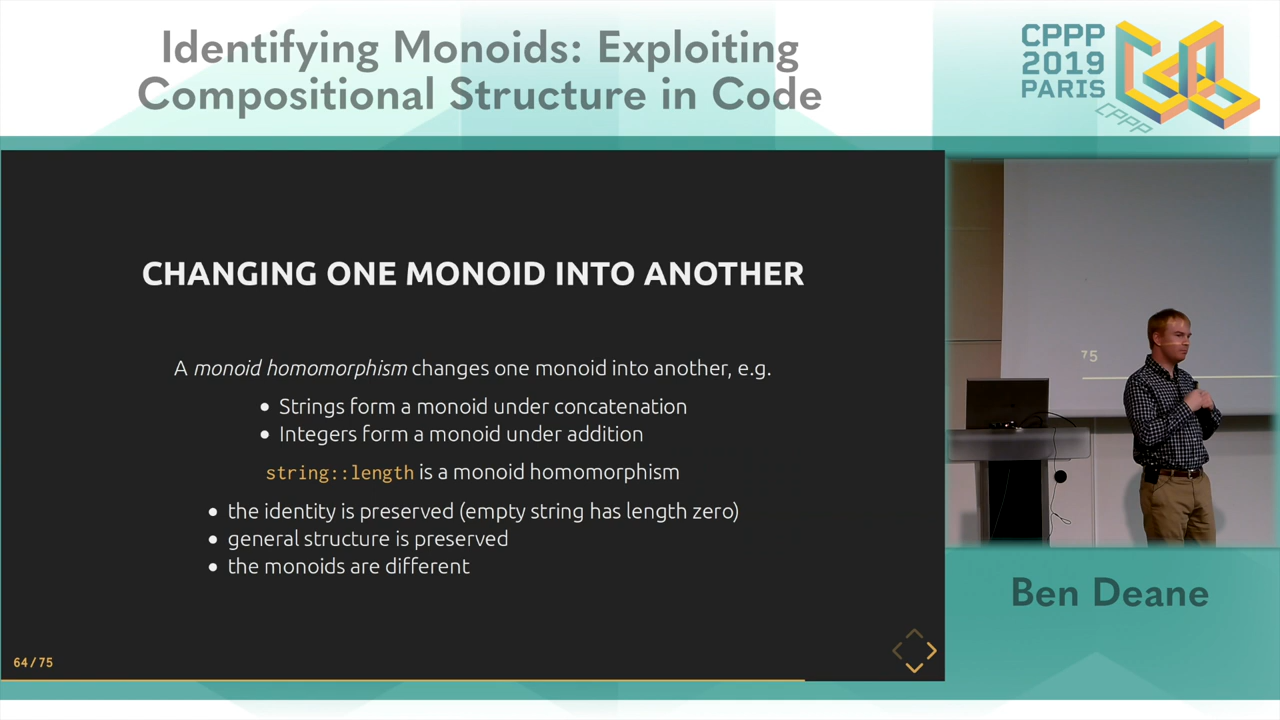 Identifying Monoids: Exploiting
Compositional Structure in Code
CPPP
2019
PARIS
CPPP
CHANGING ONE MONOID INTO ANOTHER
A monoid homomorphism changes one monoid into another, e.g.
• Strings form a monoid under concatenation
• Integers form a monoid under addition
string::length is a monoid homomorphism
• the identity is preserved (empty string has length zero)
• general structure is preserved
• the monoids are different
64/75
75
Ben Deane